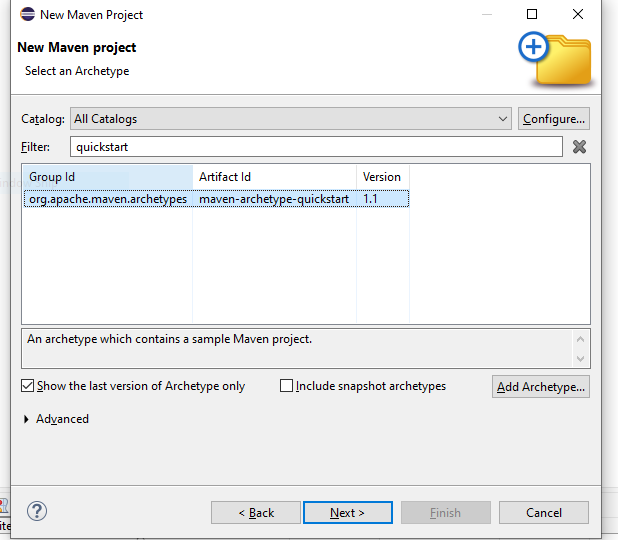 New Maven Project
New Maven project
Select an Archetype
Catalog: All Catalogs Configure...
Filter: quickstart
Group Id Artifact Id Version
org.apache.maven.archetypes maven-archetype-quickstart 1.1
An archetype which contains a sample Maven project.
Show the last version of Archetype only Include snapshot archetypes Add Archetype...
Advanced
? < Back Next > Finish Cancel